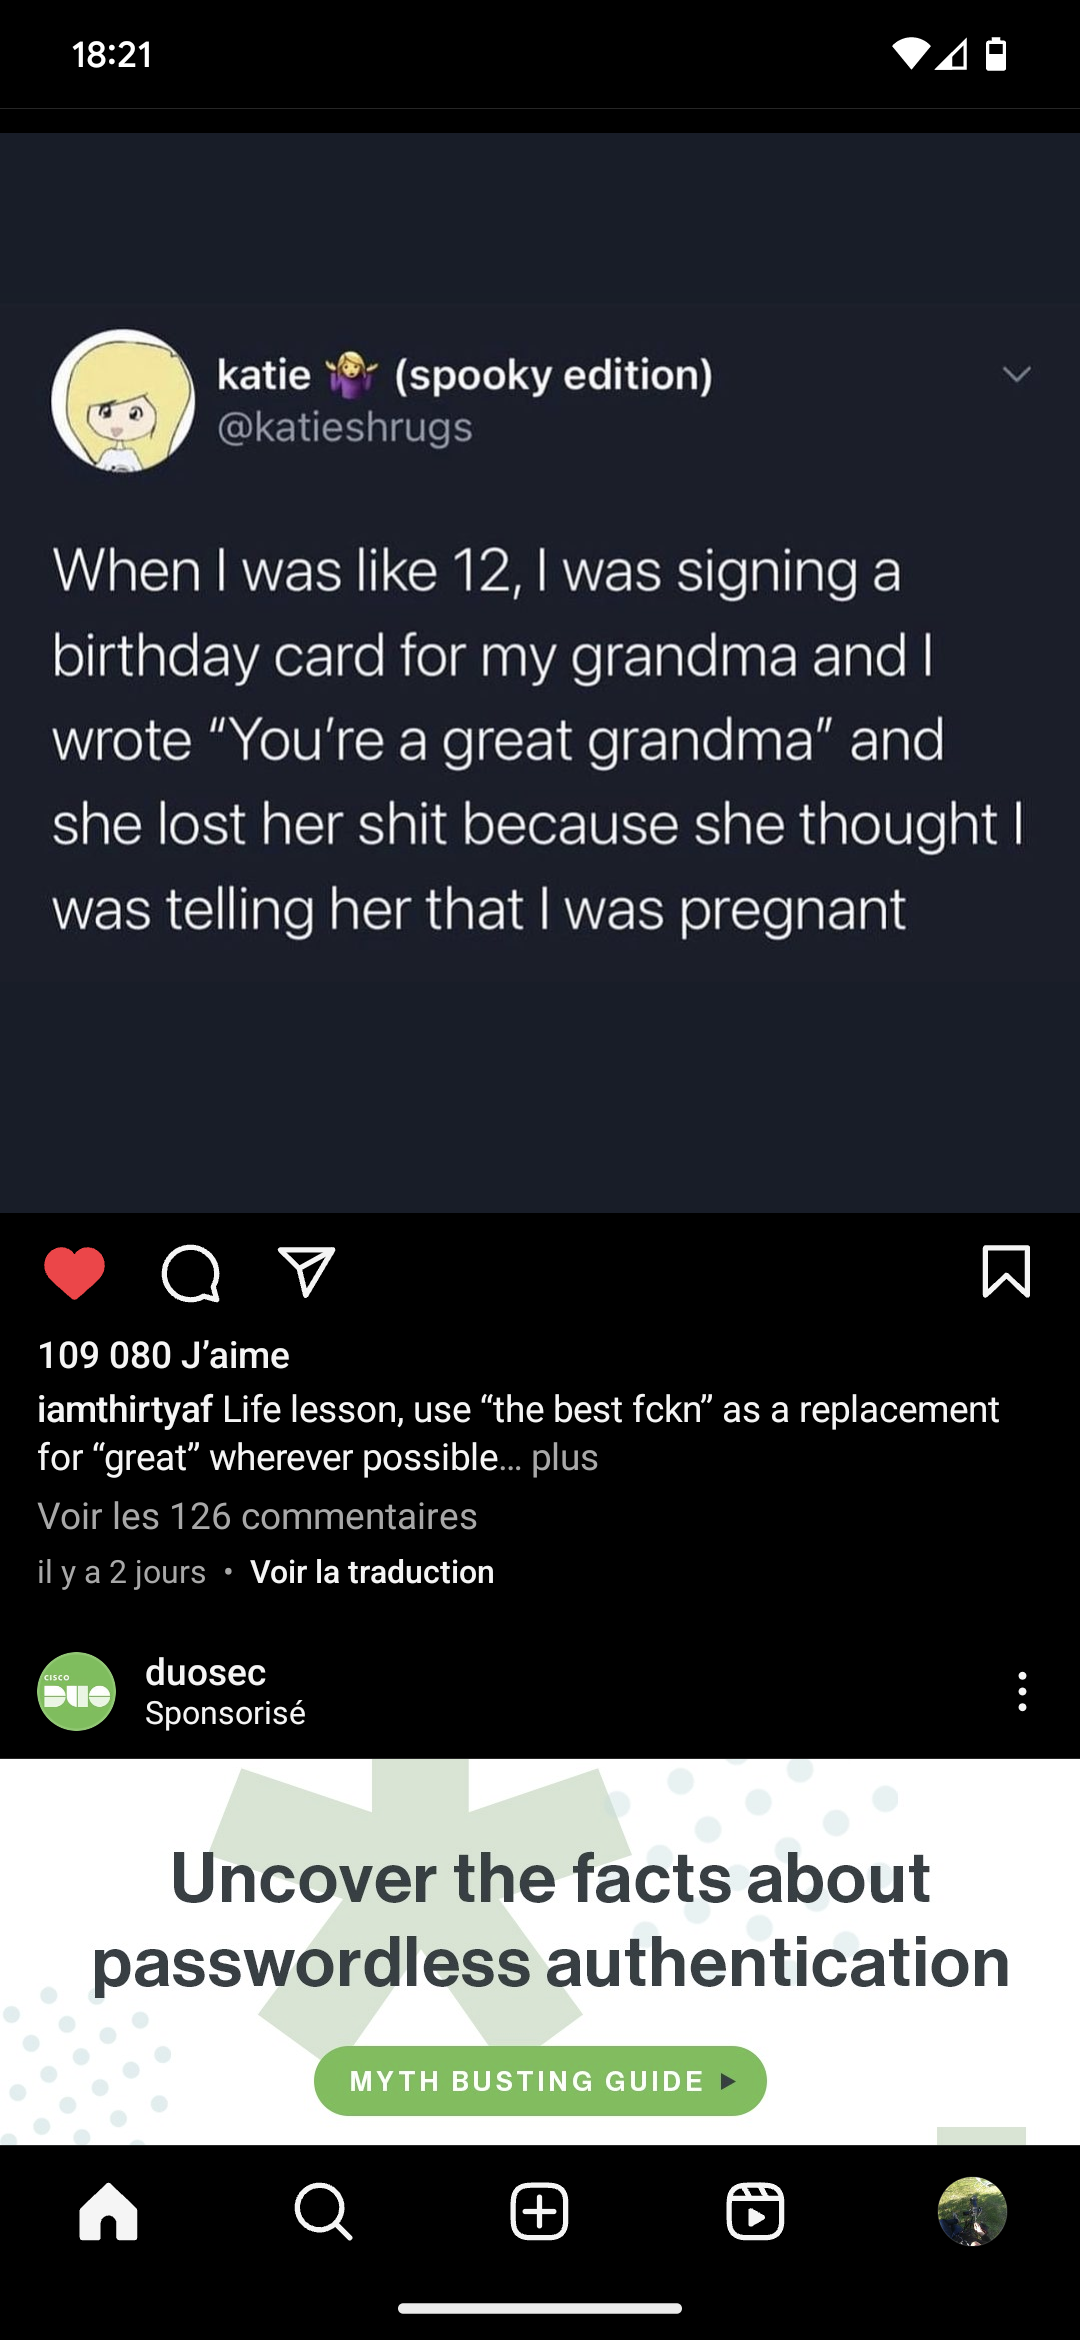 18:21
katie 🤷‍♀️ (spooky edition)
@katieshrugs
When I was like 12, I was signing a
birthday card for my grandma and I
wrote “You’re a great grandma” and
she lost her shit because she thought I
was telling her that I was pregnant
109 080 J’aime
iamthirtyaf Life lesson, use “the best fckn” as a replacement
for “great” wherever possible... plus
Voir les 126 commentaires
il y a 2 jours • Voir la traduction
CISCO
DUO
duosec
Sponsorisé
Uncover the facts about
passwordless authentication
MYTH BUSTING GUIDE